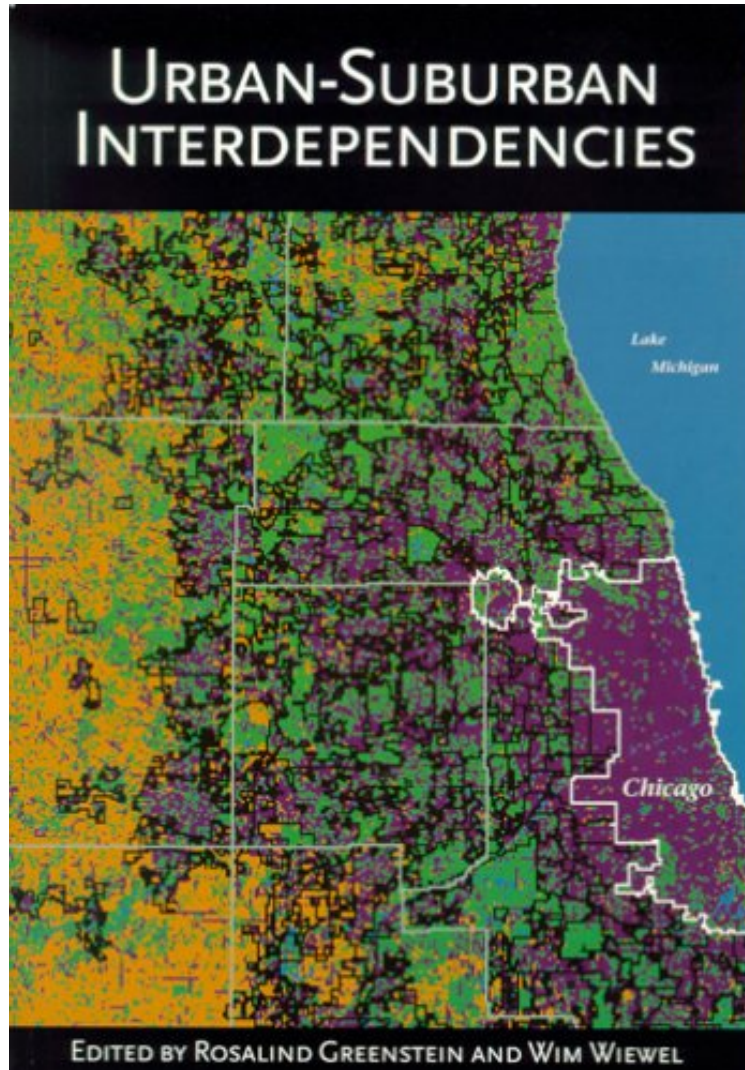 URBAN-SUBURBAN
INTERDEPENDENCIES
Lake
Michigan
Chicago
EDITED BY ROSALIND GREENSTEIN AND WIM WIEWEL